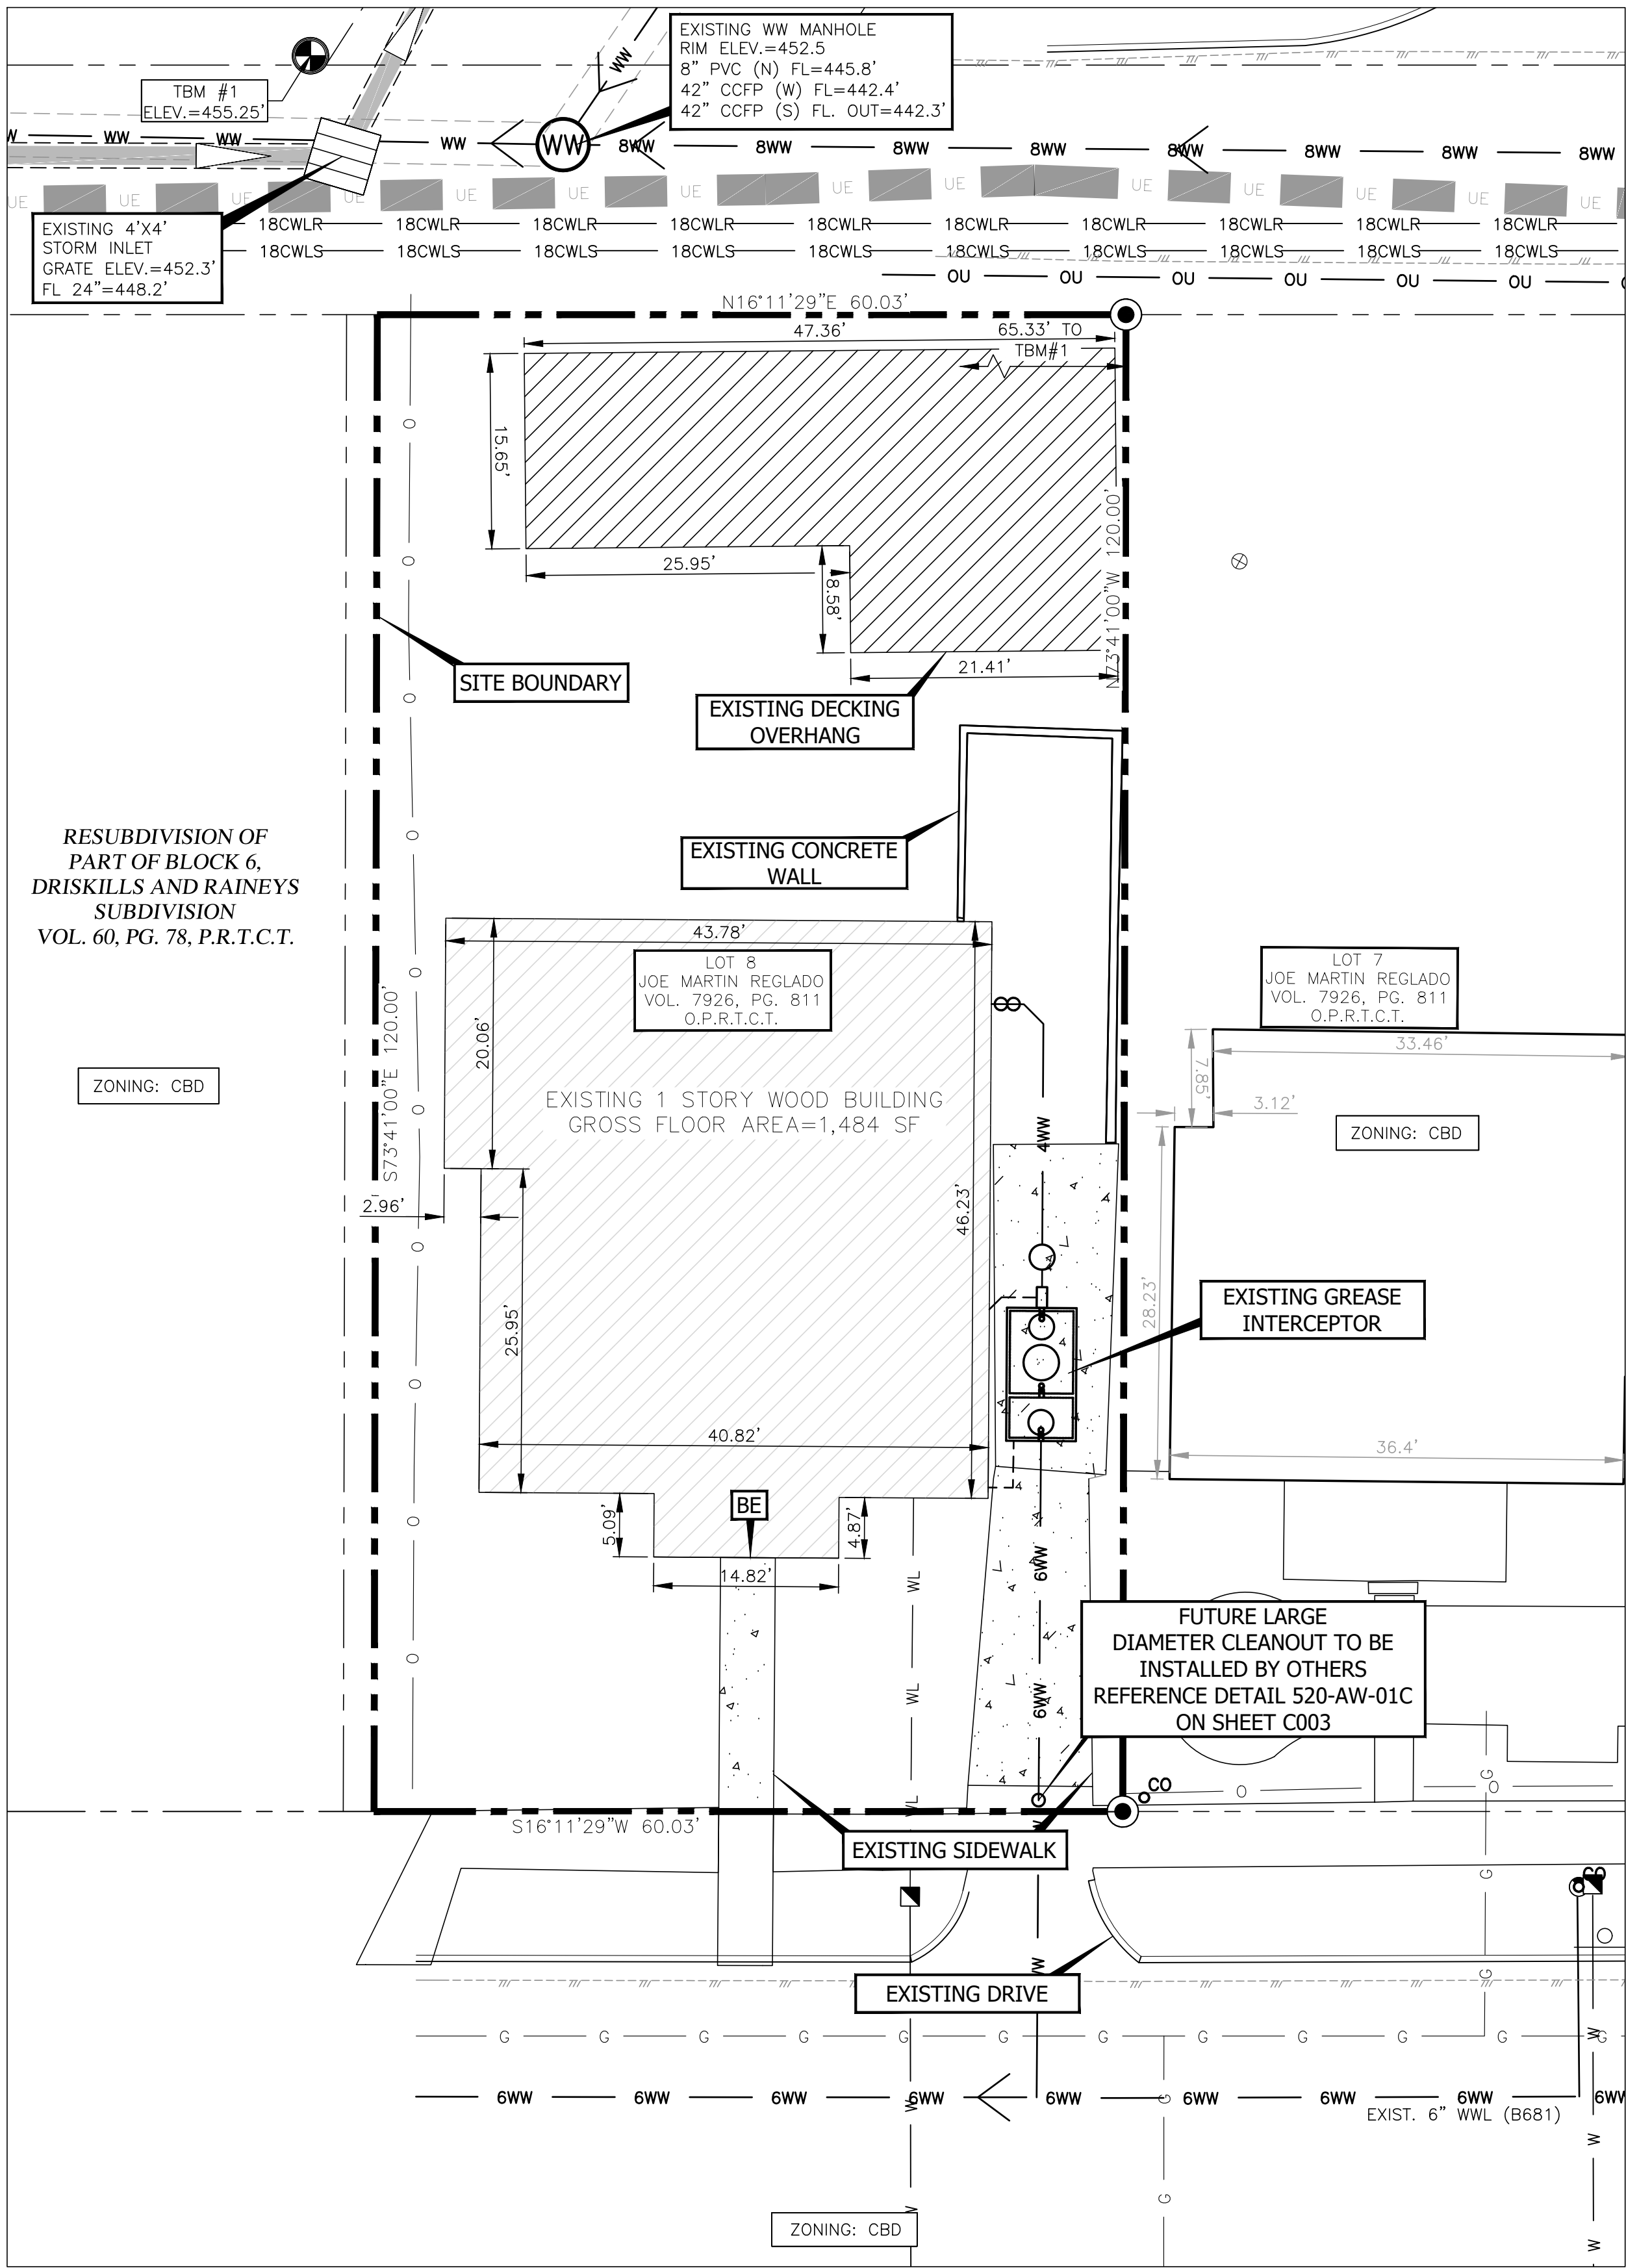 EXISTING WW MANHOLE
RIM ELEV.=452.5
8" PVC (N) FL=445.8'
42" CCFP (W) FL=442.4'
42" CCFP (S) FL. OUT=442.3'
TBM #1
ELEV.=455.25'
WW
W WW WW WW WW 8WW 8WW 8WW 8WW 8WW 8WW 8WW 8WW
UE UE UE UE UE UE UE UE UE UE UE UE UE UE
EXISTING 4'X4'
STORM INLET
GRATE ELEV.=452.3'
FL 24"=448.2'
18CWLR 18CWLR 18CWLR 18CWLR 18CWLR 18CWLR 18CWLR 18CWLR 18CWLR 18CWLR
18CWLS 18CWLS 18CWLS 18CWLS 18CWLS 18CWLS 18CWLS 18CWLS 18CWLS 18CWLS
OU OU OU OU OU OU
N16°11'29"E 60.03'
47.36'
65.33' TO
TBM#1
15.65'
25.95'
8.58'
21.41'
N73°41'00"W 120.00'
SITE BOUNDARY
EXISTING DECKING
OVERHANG
EXISTING CONCRETE
WALL
RESUBDIVISION OF
PART OF BLOCK 6,
DRISKILLS AND RAINEYS
SUBDIVISION
VOL. 60, PG. 78, P.R.T.C.T.
43.78'
LOT 8
JOE MARTIN REGLADO
VOL. 7926, PG. 811
O.P.R.T.C.T.
LOT 7
JOE MARTIN REGLADO
VOL. 7926, PG. 811
O.P.R.T.C.T.
20.06'
S73°41'00"E 120.00'
33.46'
7.85'
3.12'
ZONING: CBD
EXISTING 1 STORY WOOD BUILDING
GROSS FLOOR AREA=1,484 SF
4WW
ZONING: CBD
2.96'
46.23'
25.95'
28.23'
EXISTING GREASE
INTERCEPTOR
40.82'
36.4'
BE
5.09'
4.87'
14.82'
WL
6WW
FUTURE LARGE
DIAMETER CLEANOUT TO BE
INSTALLED BY OTHERS
REFERENCE DETAIL 520-AW-01C
ON SHEET C003
WL
6WW
G
CO
WL
S16°11'29"W 60.03'
EXISTING SIDEWALK
G
CO
EXISTING DRIVE
G
G G G G G G G G G G G G
W
6WW 6WW 6WW 6WW 6WW 6WW 6WW 6WW 6WW
W
G
EXIST. 6" WWL (B681)
W
G
W
ZONING: CBD
W